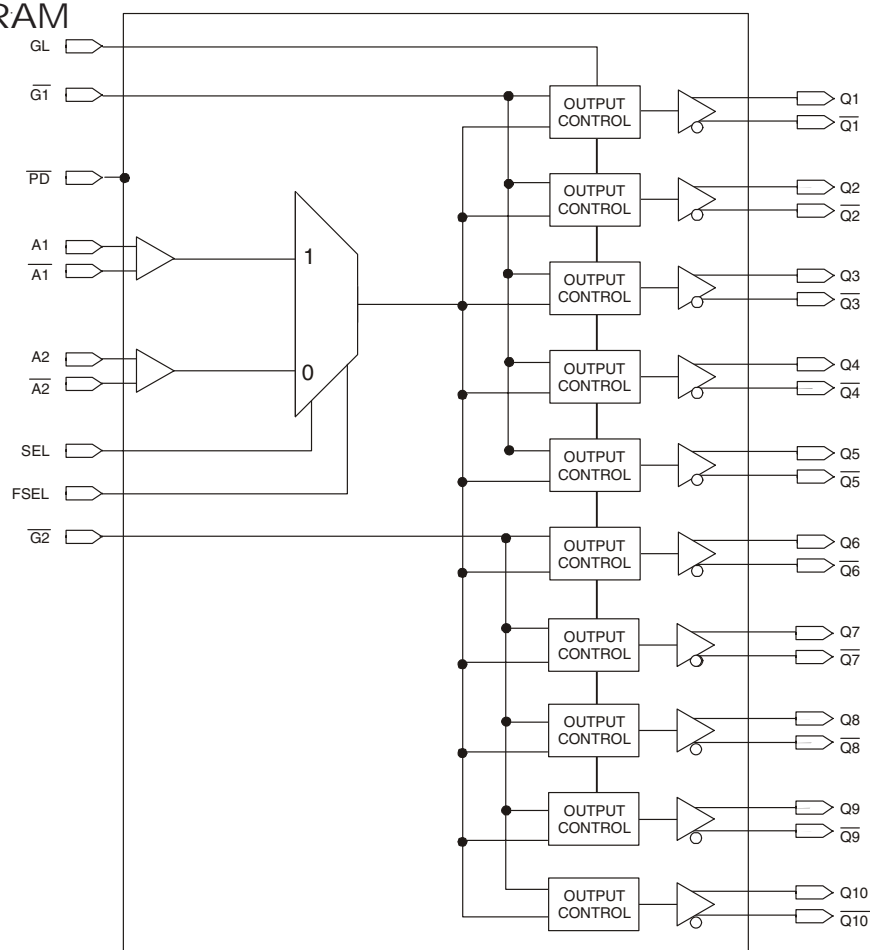 RAM
GL
G1
PD
A1
A1
A2
A2
SEL
FSEL
G2
1
0
OUTPUT
CONTROL
OUTPUT
CONTROL
OUTPUT
CONTROL
OUTPUT
CONTROL
OUTPUT
CONTROL
OUTPUT
CONTROL
OUTPUT
CONTROL
OUTPUT
CONTROL
OUTPUT
CONTROL
OUTPUT
CONTROL
Q1
Q1
Q2
Q2
Q3
Q3
Q4
Q4
Q5
Q5
Q6
Q6
Q7
Q7
Q8
Q8
Q9
Q9
Q10
Q10